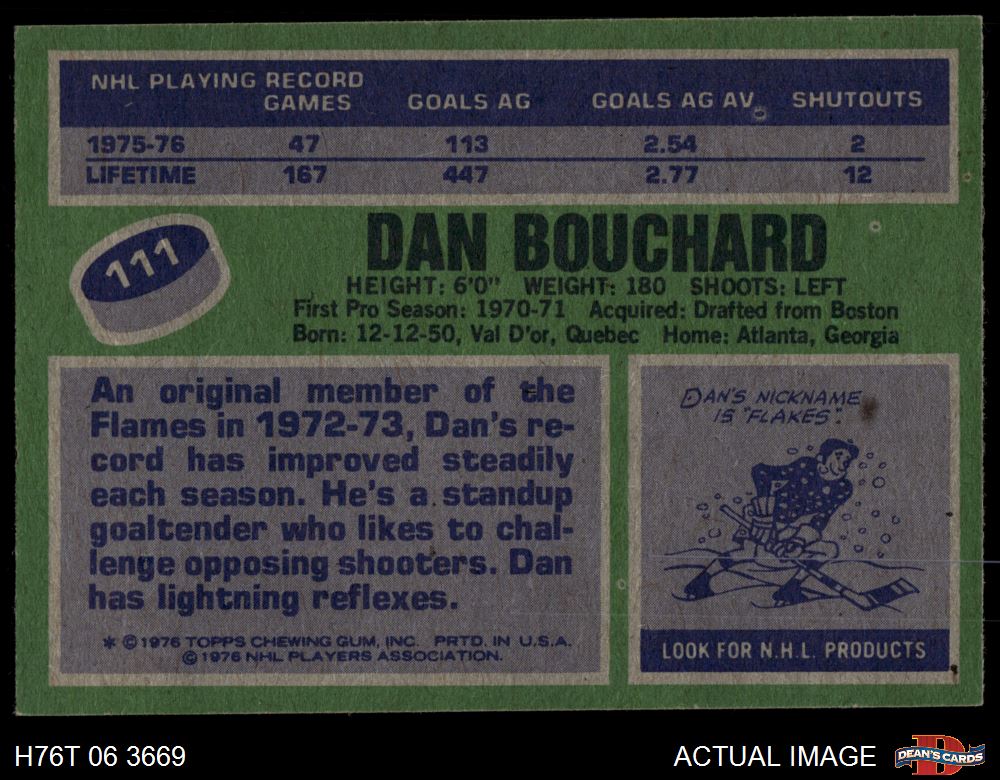 NHL PLAYING RECORD
GAMES GOALS AG GOALS AG AV. SHUTOUTS
1975-76 47 113 2.54 2
LIFETIME 167 447 2.77 12
111
DAN BOUCHARD
HEIGHT: 6'0" WEIGHT: 180 SHOOTS: LEFT
First Pro Season: 1970-71 Acquired: Drafted from Boston
Born: 12-12-50, Val D'or, Quebec Home: Atlanta, Georgia
An original member of the
Flames in 1972-73, Dan's re-
cord has improved steadily
each season. He's a standup
goaltender who likes to chal-
lenge opposing shooters. Dan
has lightning reflexes.
* © 1976 TOPPS CHEWING GUM, INC. PRTD. IN U.S.A.
© 1976 NHL PLAYERS ASSOCIATION.
DAN'S NICKNAME
IS "FLAKES".
LOOK FOR N.H.L. PRODUCTS
H76T 06 3669
ACTUAL IMAGE
DEAN'S CARDS